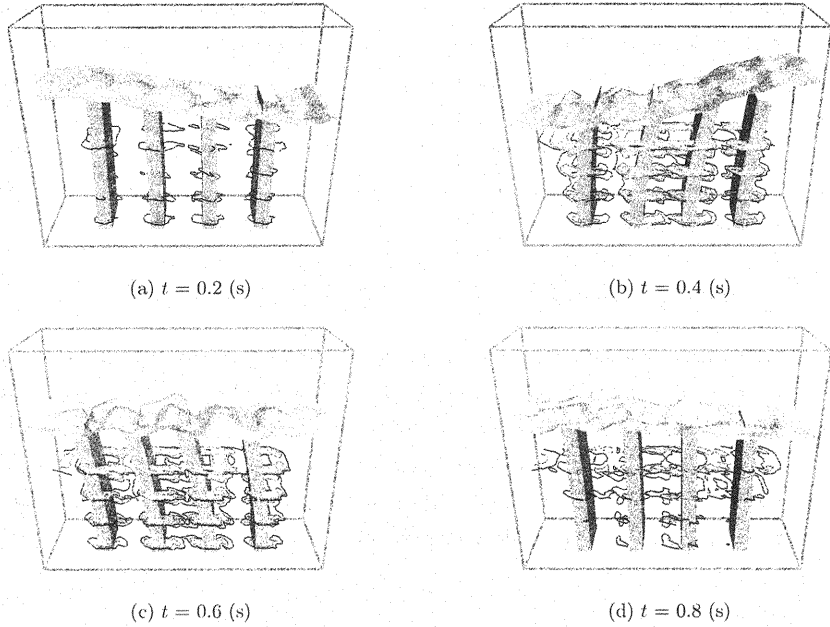 (a) t = 0.2 (s)
(b) t = 0.4 (s)
(c) t = 0.6 (s)
(d) t = 0.8 (s)